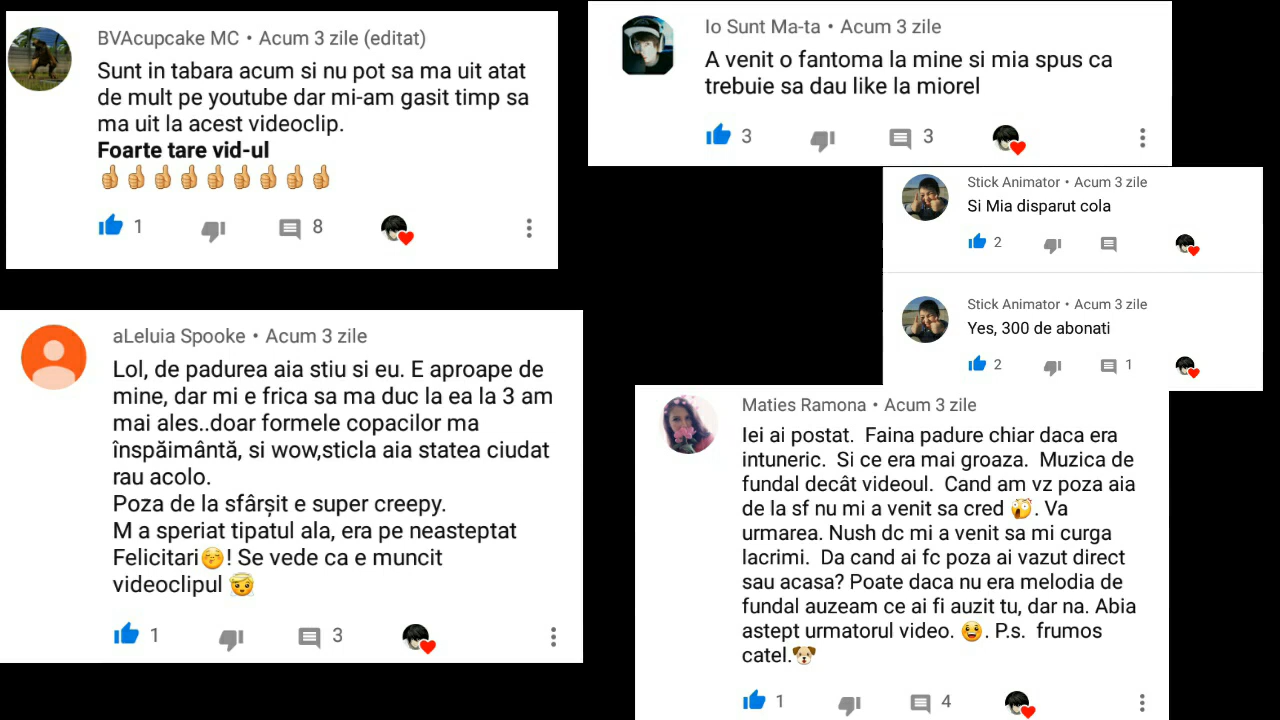 BVAcupcake MC • Acum 3 zile (editat)
Sunt in tabara acum si nu pot sa ma uit atat
de mult pe youtube dar mi-am gasit timp sa
ma uit la acest videoclip.
Foarte tare vid-ul
👍👍👍👍👍👍👍👍👍
1 8
Io Sunt Ma-ta • Acum 3 zile
A venit o fantoma la mine si mia spus ca
trebuie sa dau like la miorel
3 3
Stick Animator • Acum 3 zile
Si Mia disparut cola
2
Stick Animator • Acum 3 zile
Yes, 300 de abonati
2 1
aLeluia Spooke • Acum 3 zile
Lol, de padurea aia stiu si eu. E aproape de
mine, dar mi e frica sa ma duc la ea la 3 am
mai ales..doar formele copacilor ma
înspăimântă, si wow,sticla aia statea ciudat
rau acolo.
Poza de la sfârșit e super creepy.
M a speriat tipatul ala, era pe neasteptat
Felicitari😚! Se vede ca e muncit
videoclipul 😇
1 3
Maties Ramona • Acum 3 zile
Iei ai postat. Faina padure chiar daca era
intuneric. Si ce era mai groaza. Muzica de
fundal decât videoul. Cand am vz poza aia
de la sf nu mi a venit sa cred 😱. Va
urmarea. Nush dc mi a venit sa mi curga
lacrimi. Da cand ai fc poza ai vazut direct
sau acasa? Poate daca nu era melodia de
fundal auzeam ce ai fi auzit tu, dar na. Abia
astept urmatorul video. 😀. P.s. frumos
catel.🐶
1 4